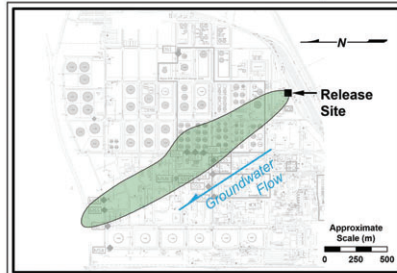 N
Release
Site
Groundwater
Flow
Approximate
Scale (m)
0 250 500